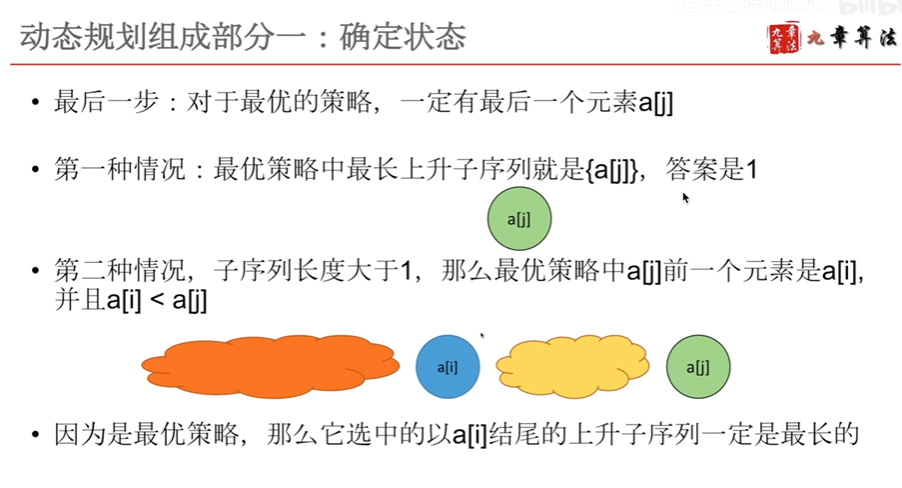 动态规划组成部分一：确定状态
九章算法 九章算法
• 最后一步：对于最优的策略，一定有最后一个元素a[j]
• 第一种情况：最优策略中最长上升子序列就是{a[j]}，答案是1
a[j]
• 第二种情况，子序列长度大于1，那么最优策略中a[j]前一个元素是a[i],
并且a[i] < a[j]
a[i]
a[j]
• 因为是最优策略，那么它选中的以a[i]结尾的上升子序列一定是最长的